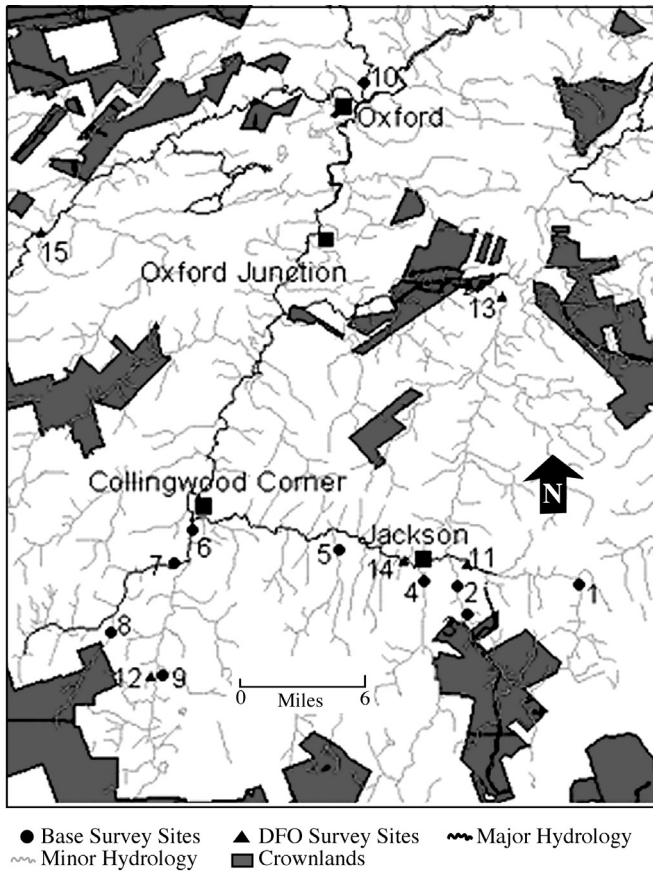 10
Oxford
15
Oxford Junction
13
N
Collingwood Corner
6
Jackson
5
14
11
7
4
2
1
3
8
12
9
0
6
Miles
Base Survey Sites
DFO Survey Sites
Major Hydrology
Minor Hydrology
Crownlands